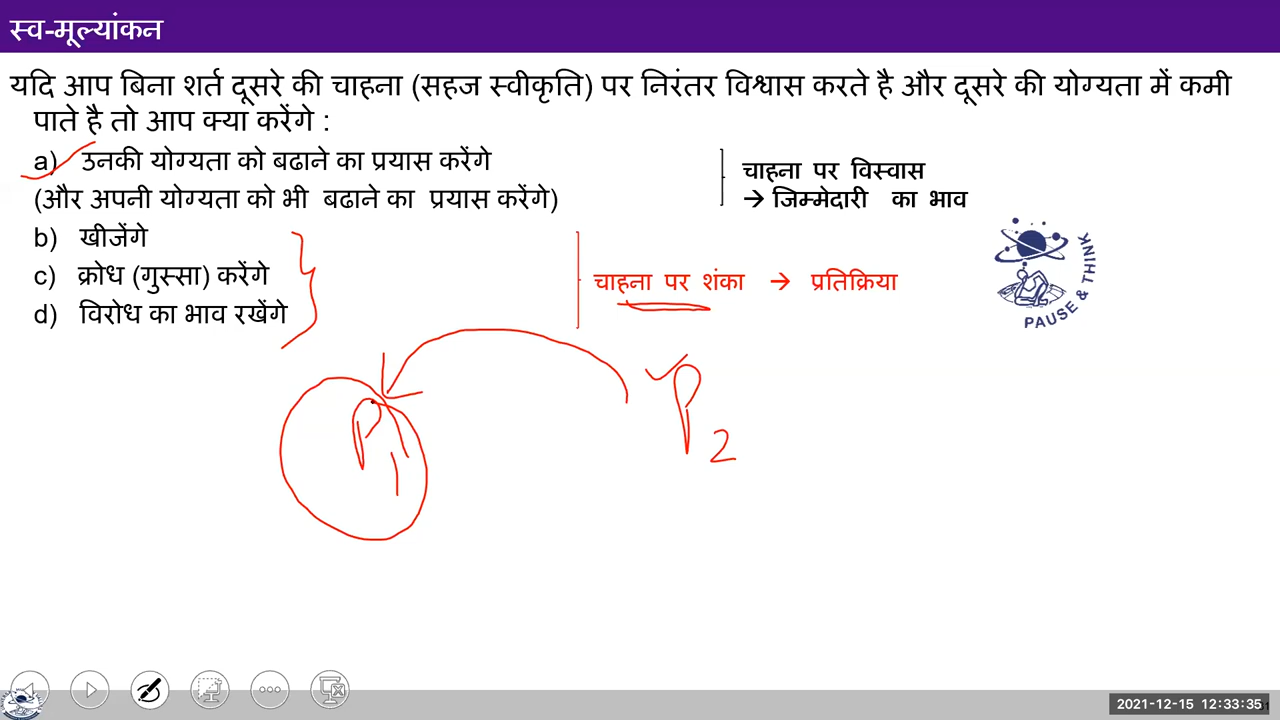 स्व-मूल्यांकन
यदि आप बिना शर्त दूसरे की चाहना (सहज स्वीकृति) पर निरंतर विश्वास करते है और दूसरे की योग्यता में कमी
पाते है तो आप क्या करेंगे :
a) उनकी योग्यता को बढाने का प्रयास करेंगे
(और अपनी योग्यता को भी बढाने का प्रयास करेंगे)
चाहना पर विस्वास
→ जिम्मेदारी का भाव
b) खीजेंगे
c) क्रोध (गुस्सा) करेंगे
d) विरोध का भाव रखेंगे
चाहना पर शंका → प्रतिक्रिया
PAUSE & THINK
P1
P2
2021-12-15 12:33:35